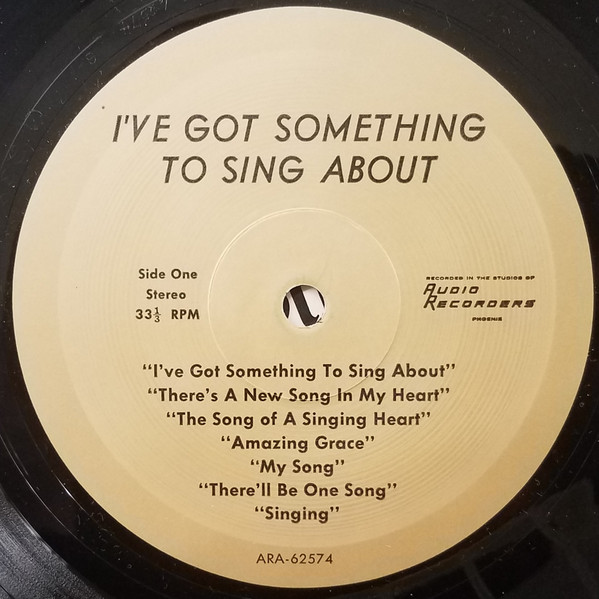 I'VE GOT SOMETHING
TO SING ABOUT
Side One
Stereo
33⅓ RPM
RECORDED IN THE STUDIOS OF
AUDIO
RECORDERS
PHOENIX
“I've Got Something To Sing About”
“There's A New Song In My Heart”
“The Song of A Singing Heart”
“Amazing Grace”
“My Song”
“There'll Be One Song”
“Singing”
ARA-62574